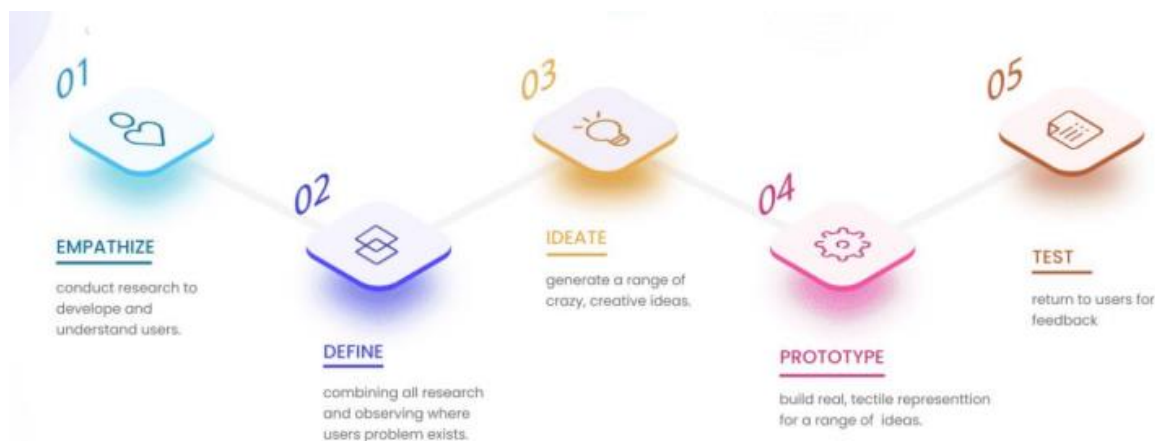 01
EMPATHIZE
conduct research to
develope and
understand users.
02
DEFINE
combining all research
and observing where
users problem exists.
03
IDEATE
generate a range of
crazy, creative ideas.
04
PROTOTYPE
build real, tectile representtion
for a range of ideas.
05
TEST
return to users for
feedback